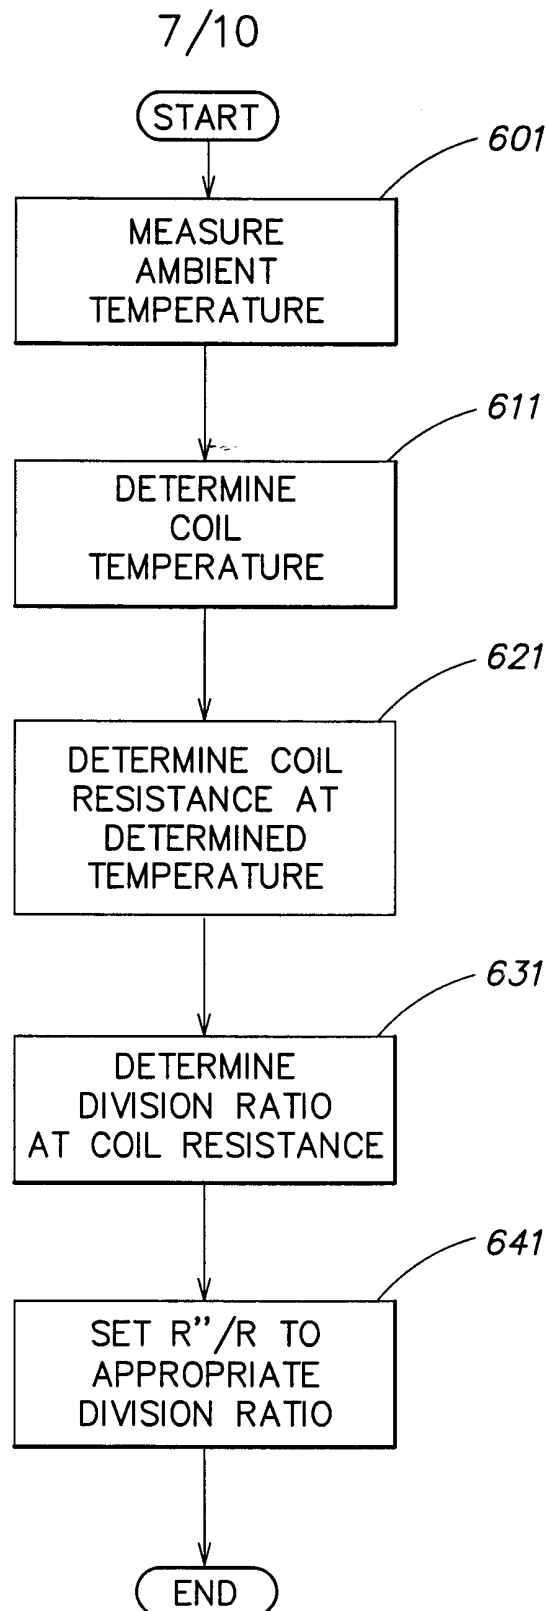 7/10
START
601
MEASURE
AMBIENT
TEMPERATURE
611
DETERMINE
COIL
TEMPERATURE
621
DETERMINE COIL
RESISTANCE AT
DETERMINED
TEMPERATURE
631
DETERMINE
DIVISION RATIO
AT COIL RESISTANCE
641
SET R"/R TO
APPROPRIATE
DIVISION RATIO
END